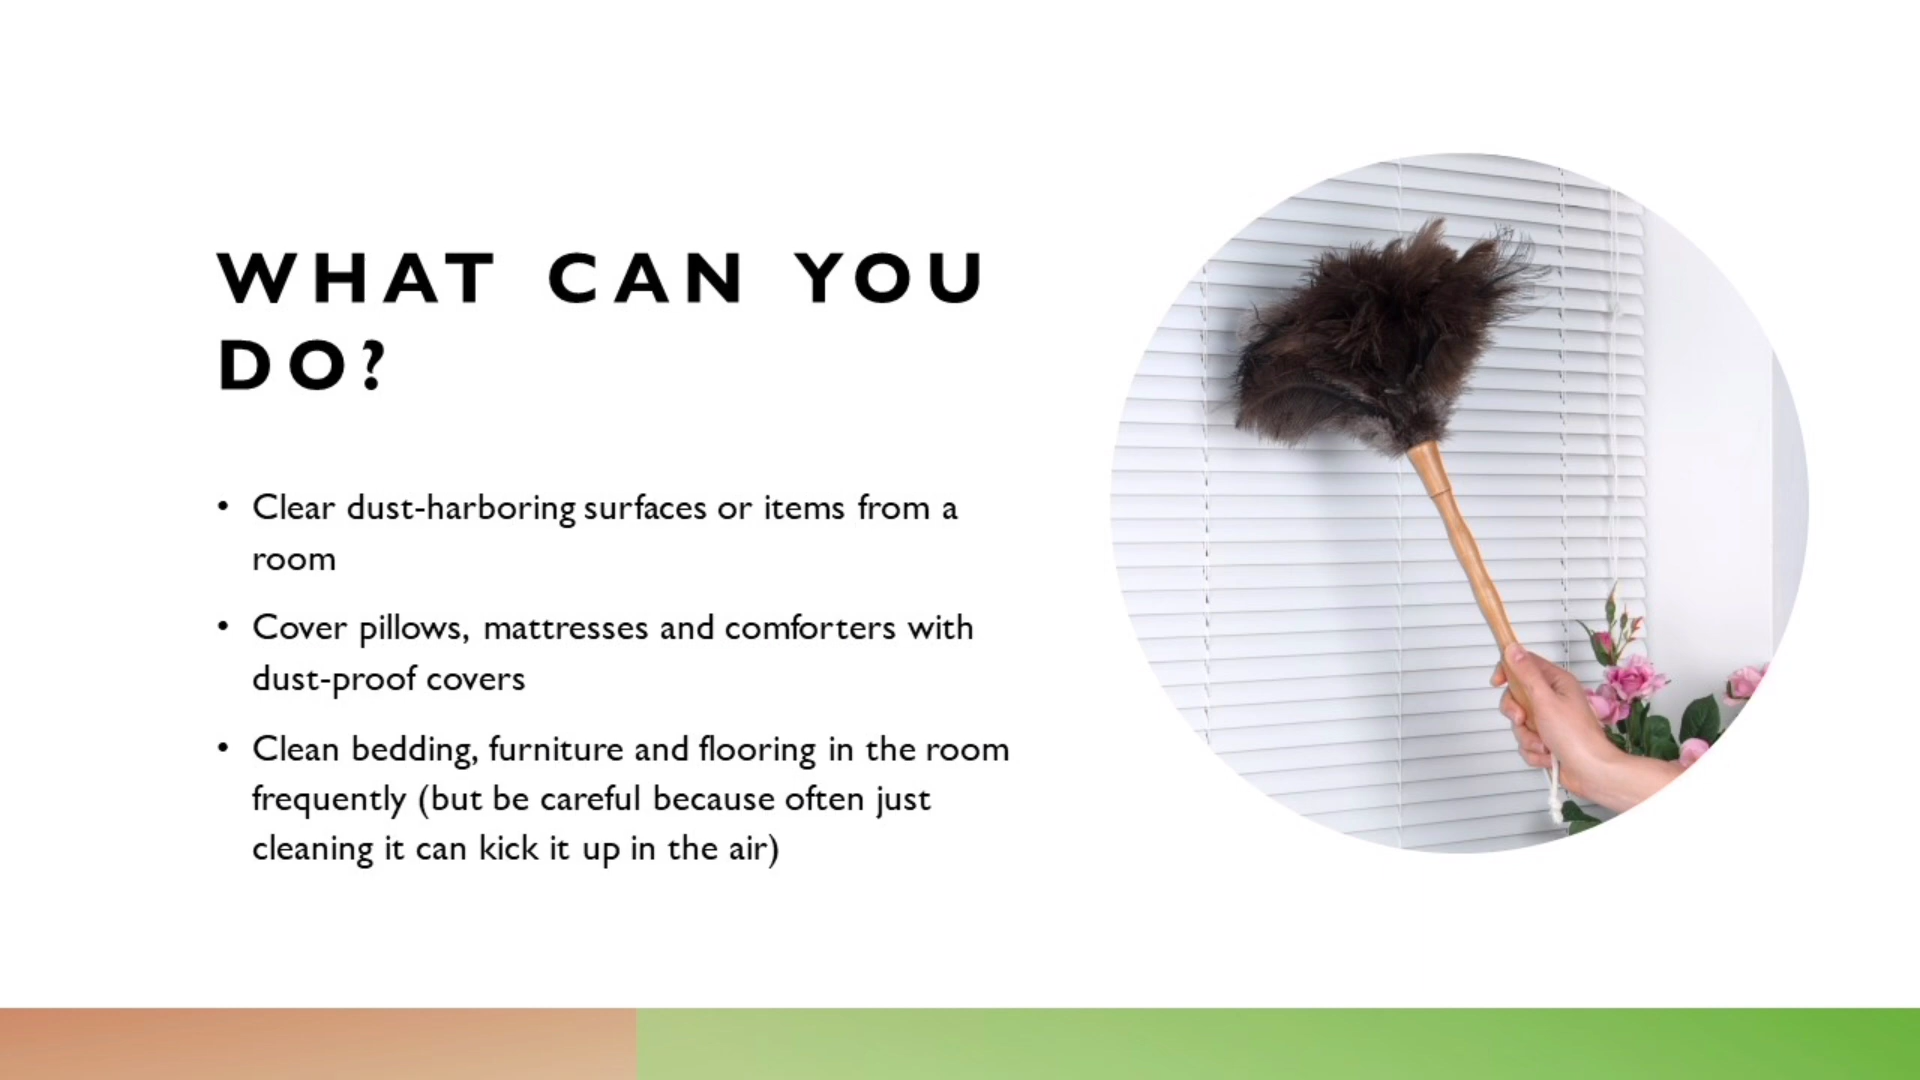 WHAT CAN YOU
DO?
• Clear dust-harboring surfaces or items from a
room
• Cover pillows, mattresses and comforters with
dust-proof covers
• Clean bedding, furniture and flooring in the room
frequently (but be careful because often just
cleaning it can kick it up in the air)